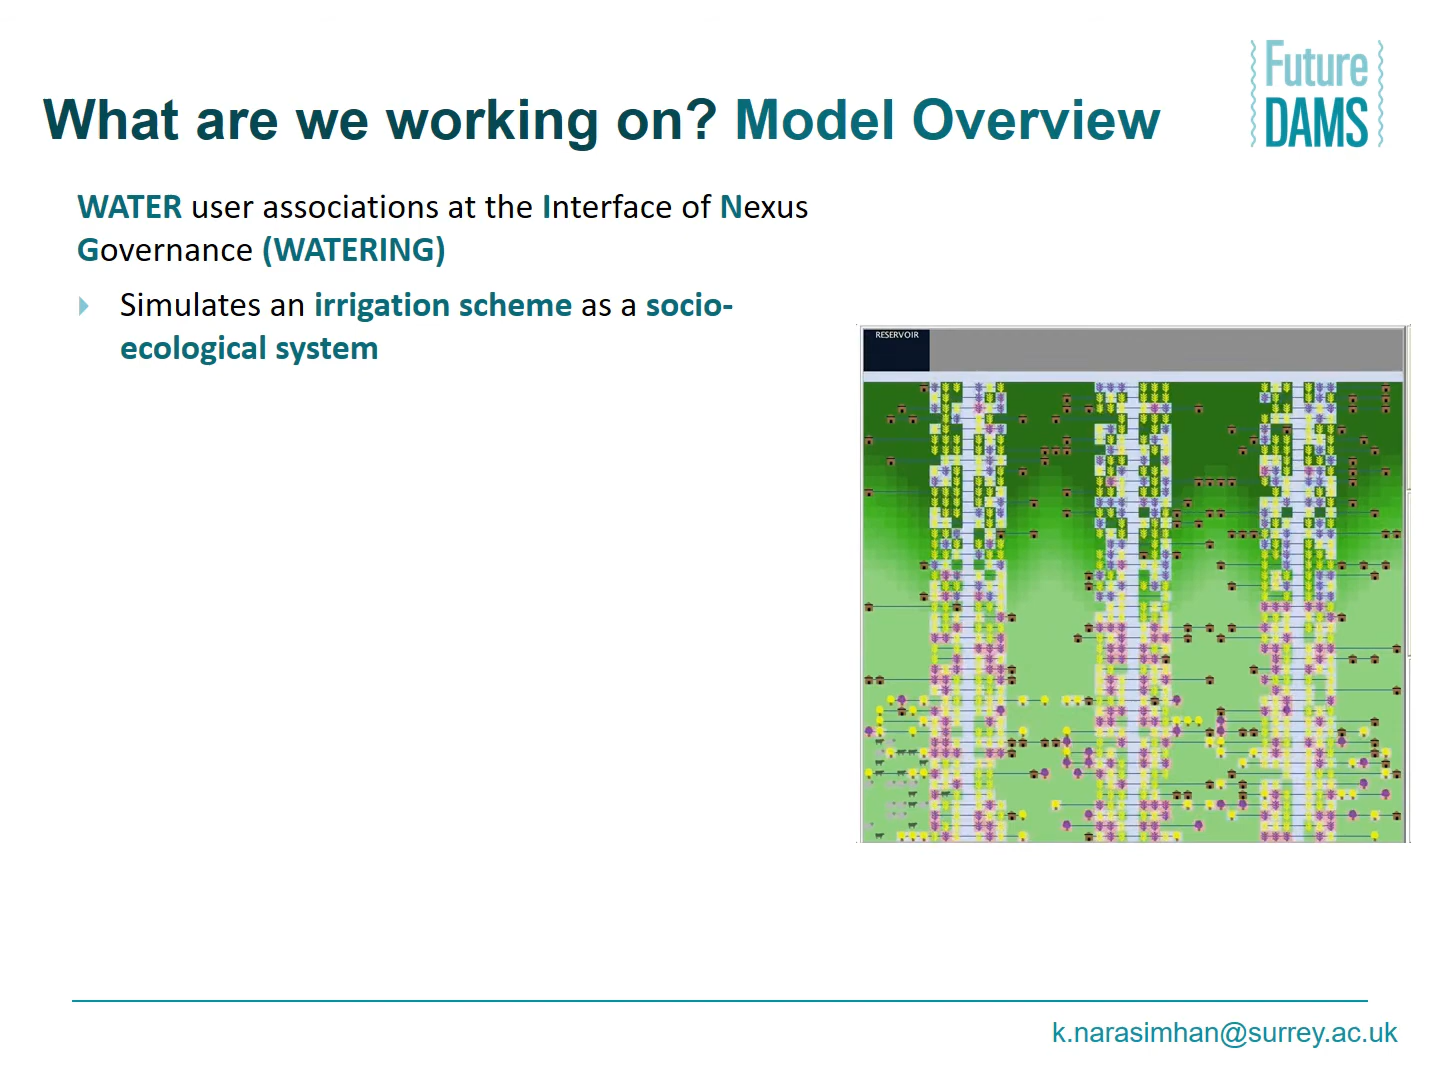 Future
DAMS
What are we working on? Model Overview
WATER user associations at the Interface of Nexus
Governance (WATERING)
Simulates an irrigation scheme as a socio-
ecological system
RESERVOIR
k.narasimhan@surrey.ac.uk